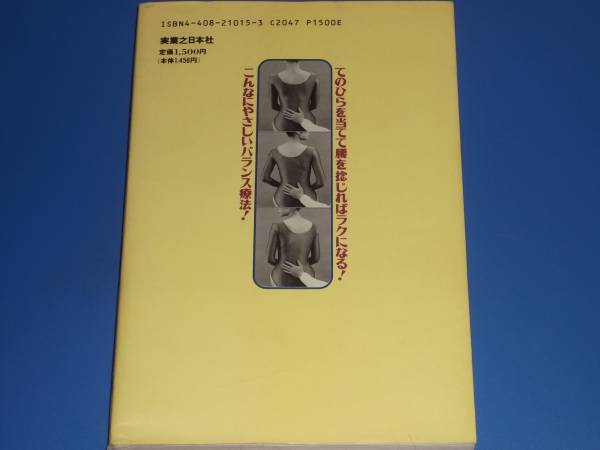 ISBN4-408-21015-3 C2047 P1500E
実業之日本社
定価1,500円
(本体1,456円)
てのひらを当てて腰を捻じればラクになる!
こんなにやさしいバランス療法!